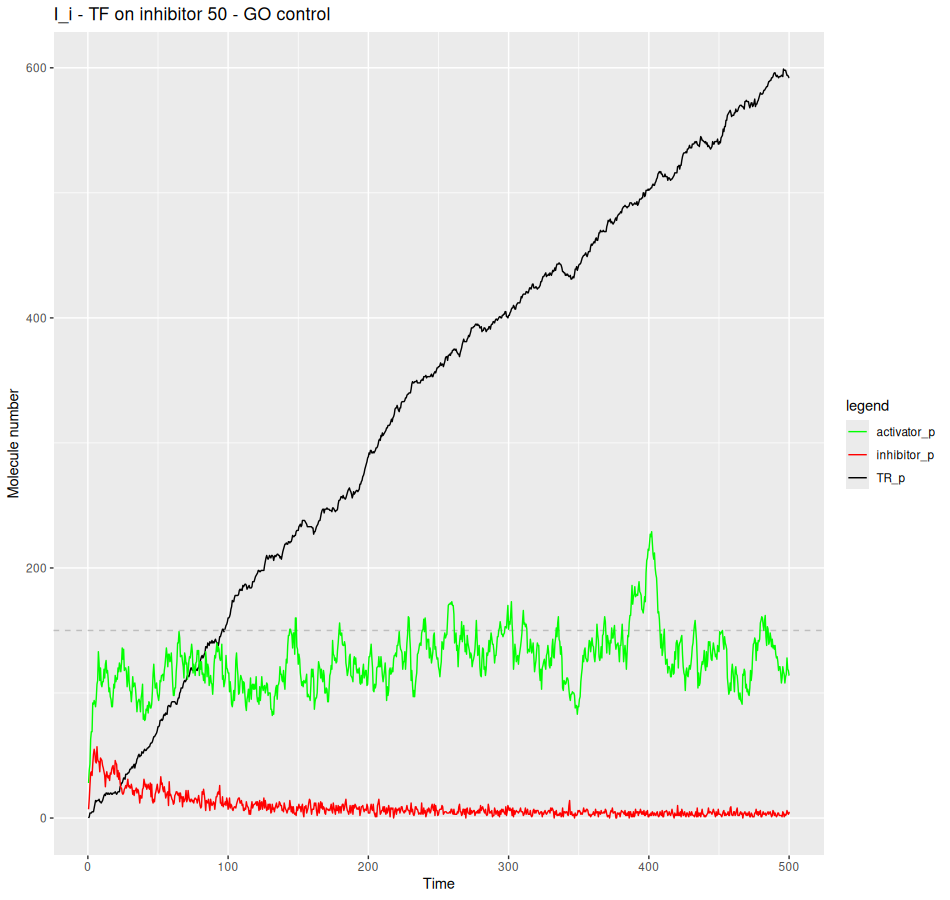 I_i - TF on inhibitor 50 - GO control
600
400
200
0
Molecule number
0 100 200 300 400 500
Time
legend
activator_p
inhibitor_p
TR_p